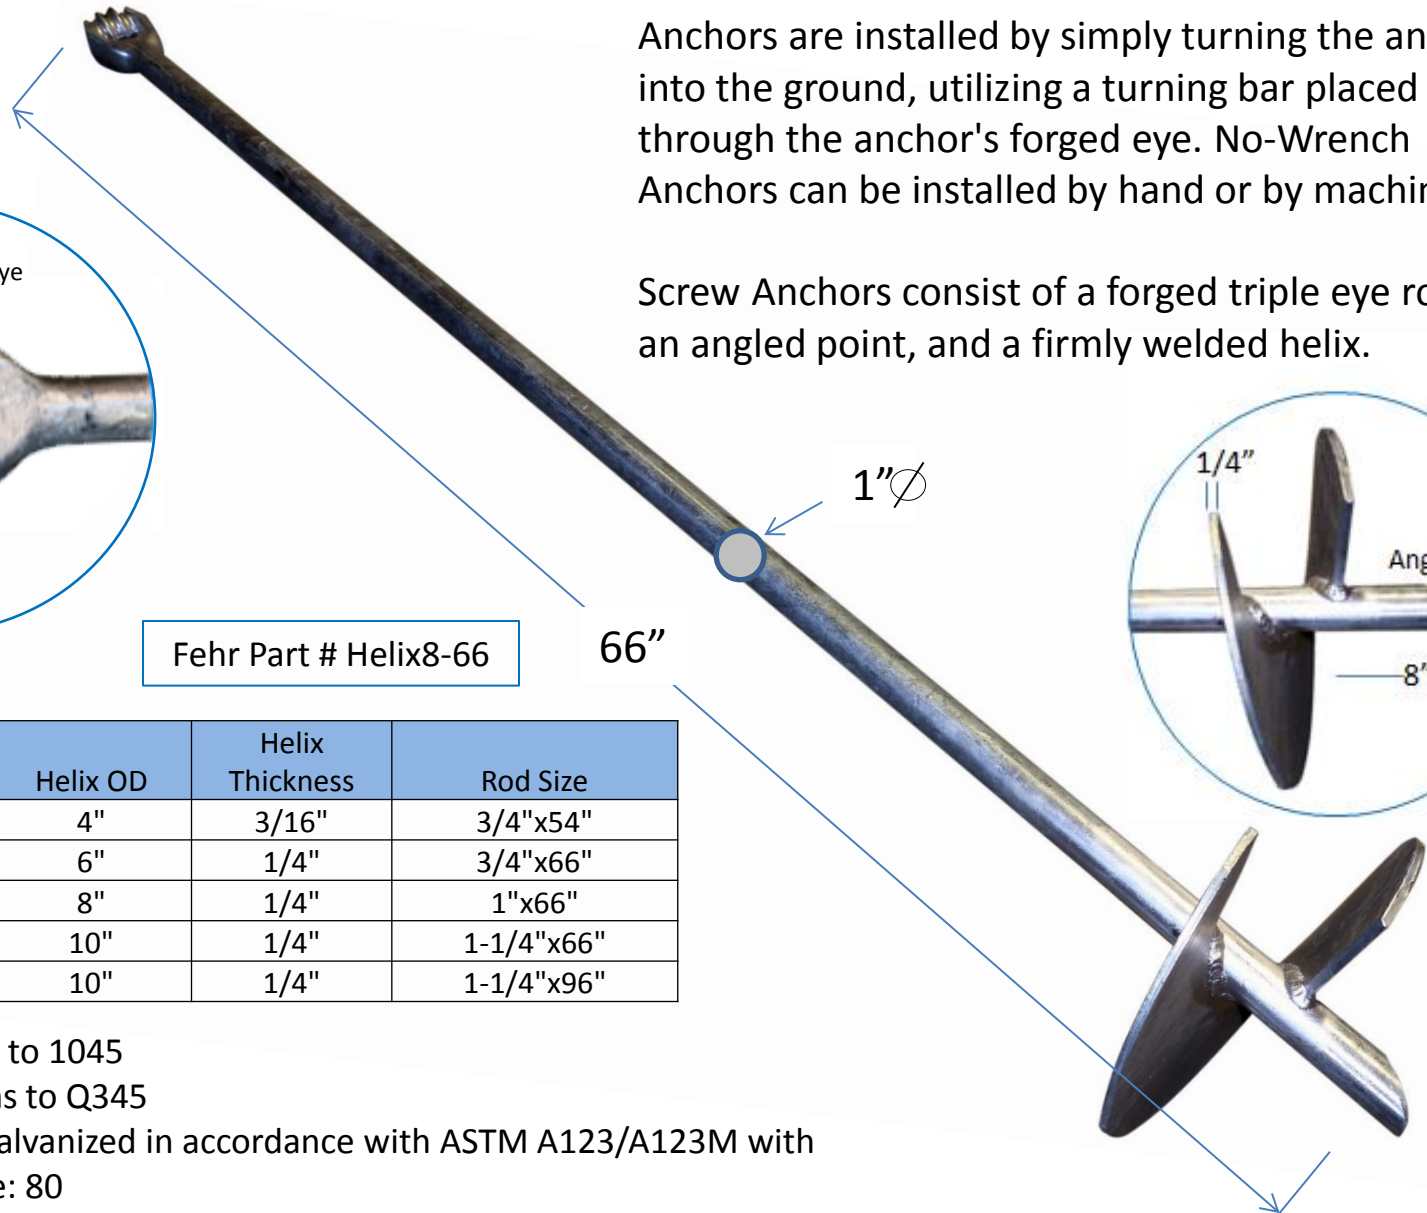 Anchors are installed by simply turning the an
into the ground, utilizing a turning bar placed
through the anchor's forged eye. No-Wrench
Anchors can be installed by hand or by machin
Screw Anchors consist of a forged triple eye ro
an angled point, and a firmly welded helix.
ye
1"∅
1/4"
Ang
8"
66"
Fehr Part # Helix8-66
Helix OD Helix Thickness Rod Size
4" 3/16" 3/4"x54"
6" 1/4" 3/4"x66"
8" 1/4" 1"x66"
10" 1/4" 1-1/4"x66"
10" 1/4" 1-1/4"x96"
to 1045
s to Q345
alvanized in accordance with ASTM A123/A123M with
e: 80